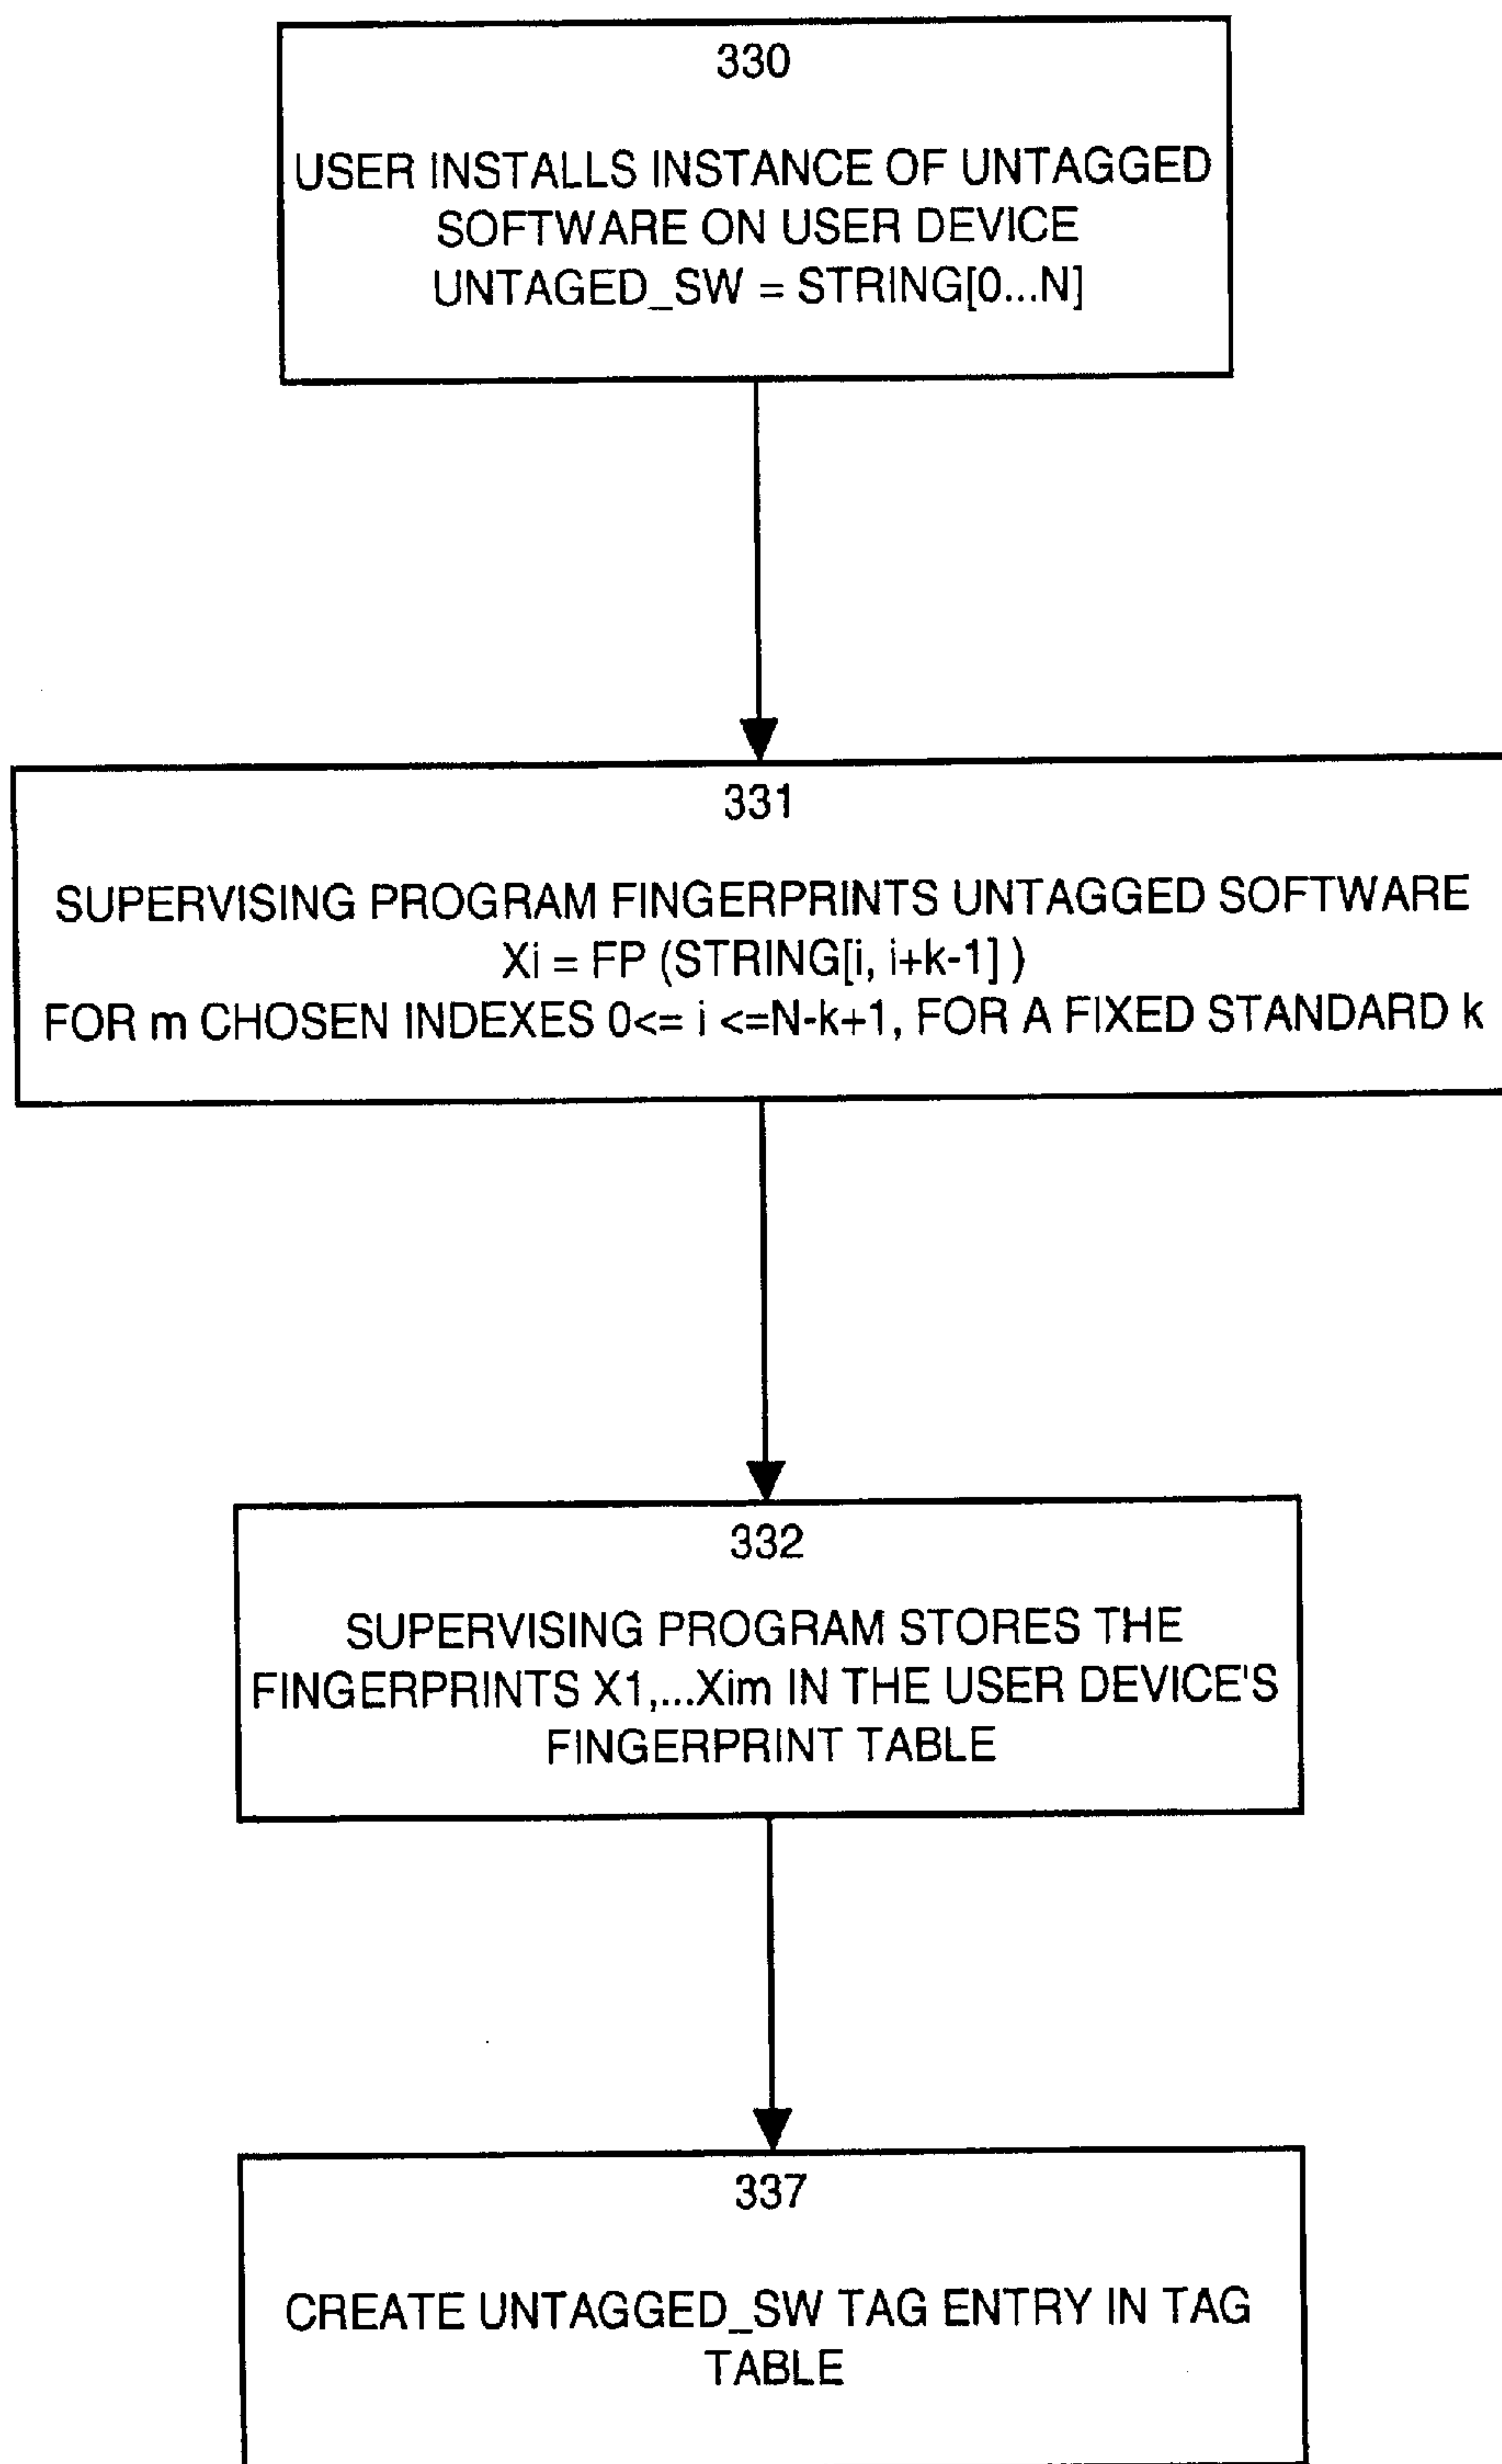 330
USER INSTALLS INSTANCE OF UNTAGGED
SOFTWARE ON USER DEVICE
UNTAGED_SW = STRING[0...N]
331
SUPERVISING PROGRAM FINGERPRINTS UNTAGGED SOFTWARE
Xi = FP (STRING[i, i+k-1] )
FOR m CHOSEN INDEXES 0<= i <=N-k+1, FOR A FIXED STANDARD k
332
SUPERVISING PROGRAM STORES THE
FINGERPRINTS X1,...Xim IN THE USER DEVICE'S
FINGERPRINT TABLE
337
CREATE UNTAGGED_SW TAG ENTRY IN TAG
TABLE